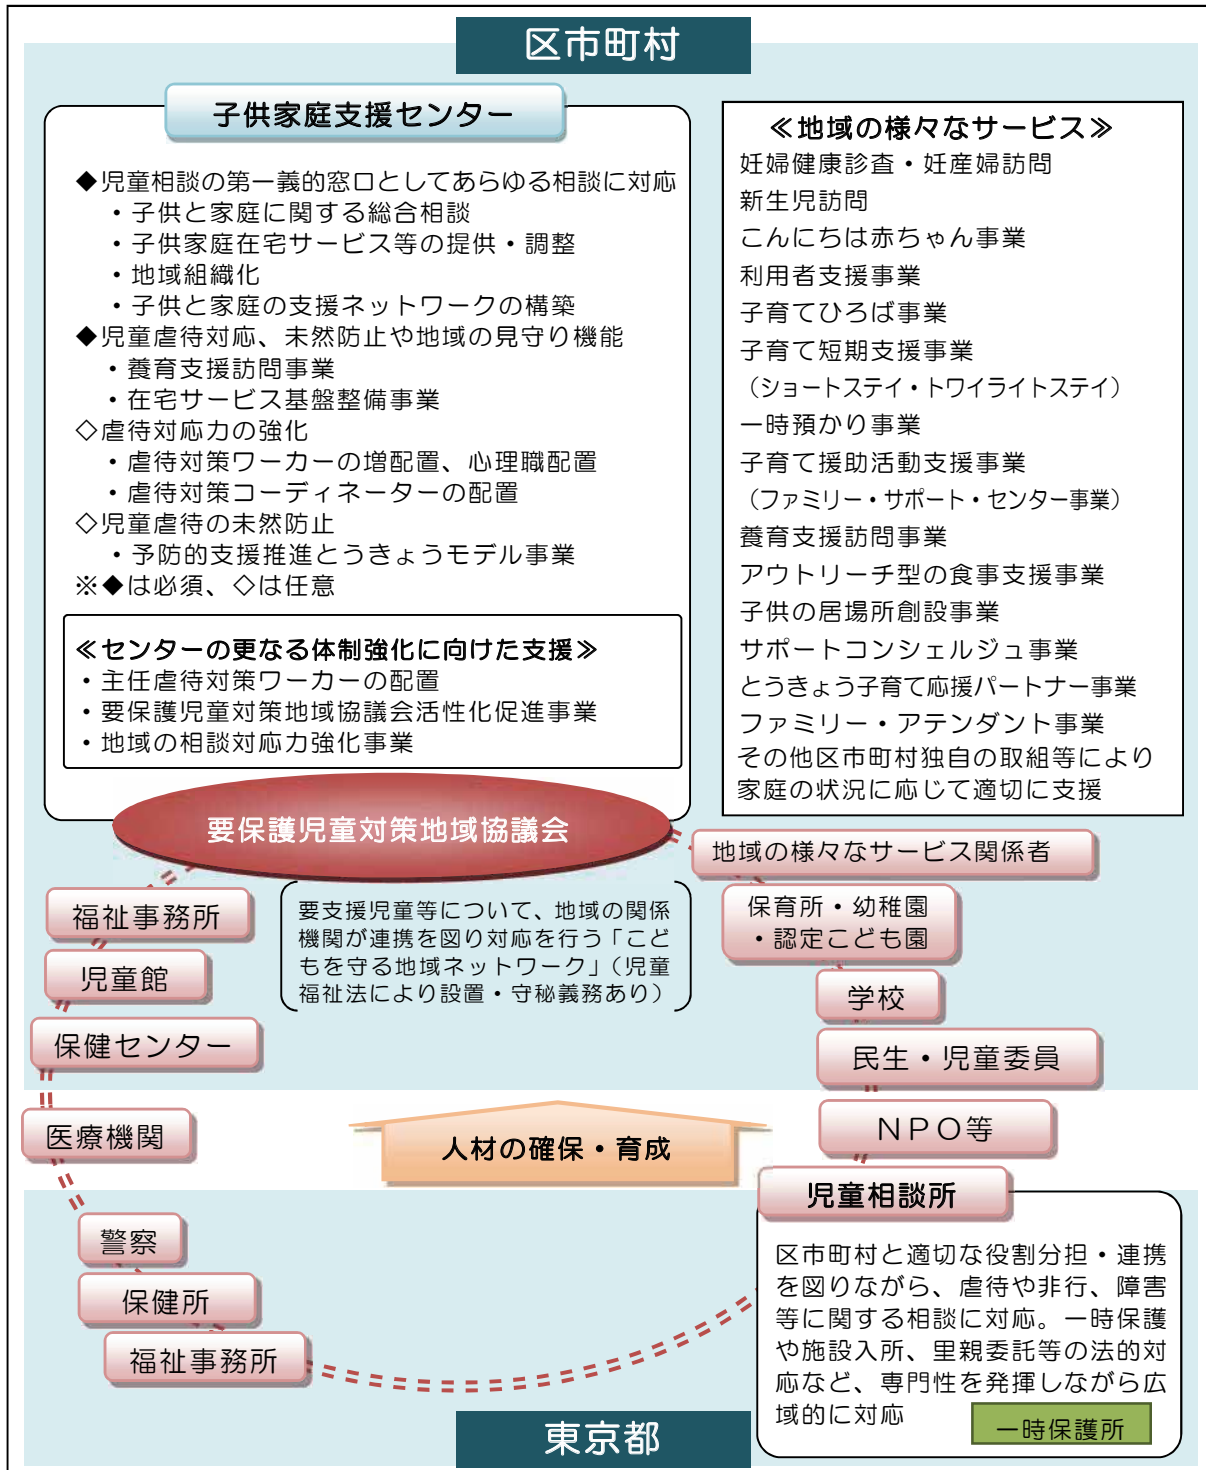 区市町村
子供家庭支援センター
◆児童相談の第一義的窓口としてあらゆる相談に対応
・子供と家庭に関する総合相談
・子供家庭在宅サービス等の提供・調整
・地域組織化
・子供と家庭の支援ネットワークの構築
◆児童虐待対応、未然防止や地域の見守り機能
・養育支援訪問事業
・在宅サービス基盤整備事業
◇虐待対応力の強化
・虐待対策ワーカーの増配置、心理職配置
・虐待対策コーディネーターの配置
◇児童虐待の未然防止
・予防的支援推進とうきょうモデル事業
※◆は必須、◇は任意
≪センターの更なる体制強化に向けた支援≫
・主任虐待対策ワーカーの配置
・要保護児童対策地域協議会活性化促進事業
・地域の相談対応力強化事業
≪地域の様々なサービス≫
妊婦健康診査・妊産婦訪問
新生児訪問
こんにちは赤ちゃん事業
利用者支援事業
子育てひろば事業
子育て短期支援事業
（ショートステイ・トワイライトステイ）
一時預かり事業
子育て援助活動支援事業
（ファミリー・サポート・センター事業）
養育支援訪問事業
アウトリーチ型の食事支援事業
子供の居場所創設事業
サポートコンシェルジュ事業
とうきょう子育て応援パートナー事業
ファミリー・アテンダント事業
その他区市町村独自の取組等により
家庭の状況に応じて適切に支援
要保護児童対策地域協議会
要支援児童等について、地域の関係
機関が連携を図り対応を行う「こど
もを守る地域ネットワーク」（児童
福祉法により設置・守秘義務あり）
福祉事務所
児童館
保健センター
医療機関
警察
保健所
福祉事務所
地域の様々なサービス関係者
保育所・幼稚園
・認定こども園
学校
民生・児童委員
ＮＰＯ等
人材の確保・育成
児童相談所
区市町村と適切な役割分担・連携
を図りながら、虐待や非行、障害
等に関する相談に対応。一時保護
や施設入所、里親委託等の法的対
応など、専門性を発揮しながら広
域的に対応
一時保護所
東京都